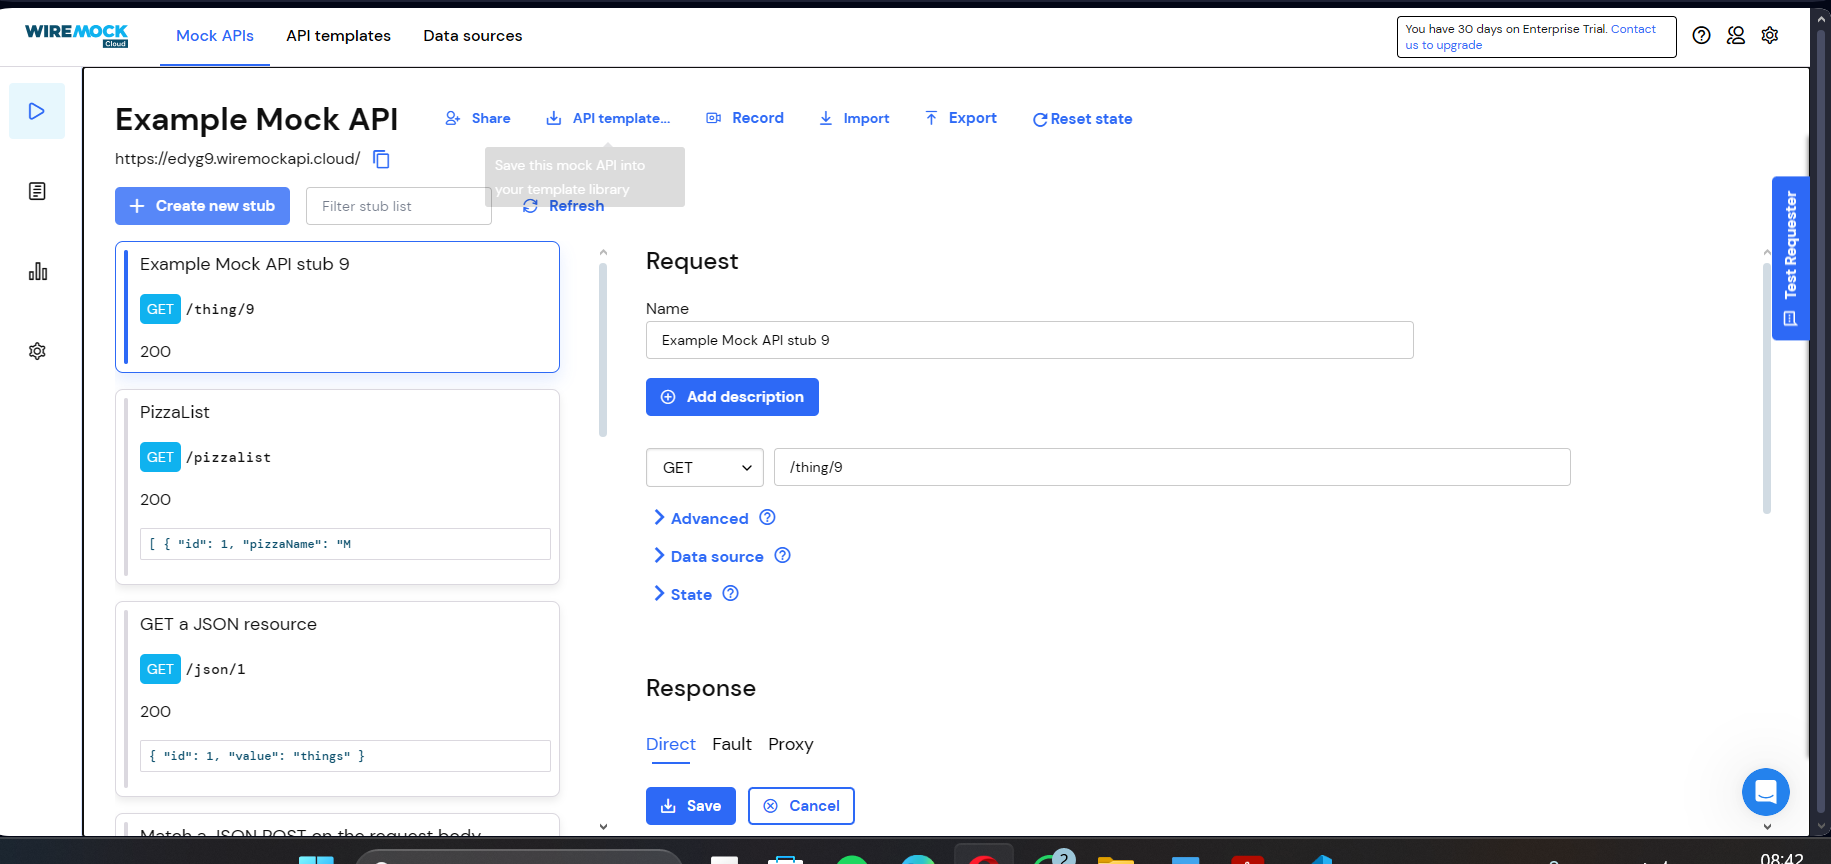 WIREMOCK
Cloud
Mock APIs
API templates
Data sources
You have 30 days on Enterprise Trial. Contact
us to upgrade
Example Mock API
Share
API template...
Record
Import
Export
Reset state
https://edyg9.wiremockapi.cloud/
Save this mock API into
your template library
Create new stub
Filter stub list
Refresh
Example Mock API stub 9
GET /thing/9
200
PizzaList
GET /pizzalist
200
[ { "id": 1, "pizzaName": "M
GET a JSON resource
GET /json/1
200
{ "id": 1, "value": "things" }
Match a JSON POST on the request body
Request
Name
Example Mock API stub 9
Add description
GET
/thing/9
Advanced
Data source
State
Response
Direct
Fault
Proxy
Save
Cancel
Test Requester
2
08:42